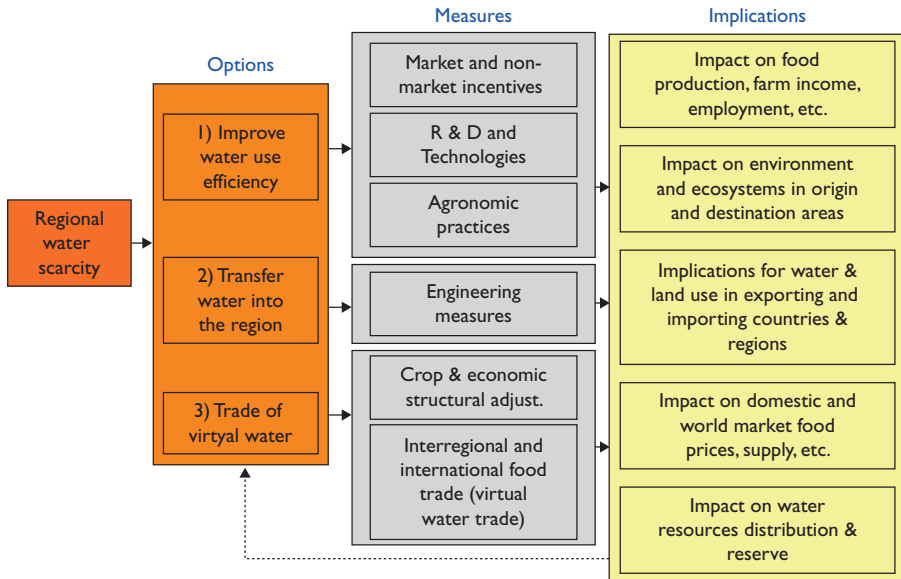 Options
Measures
Implications
Regional
water
scarcity
1) Improve
water use
efficiency
2) Transfer
water into
the region
3) Trade of
virtyal water
Market and non-
market incentives
R & D and
Technologies
Agronomic
practices
Engineering
measures
Crop & economic
structural adjust.
Interregional and
international food
trade (virtual
water trade)
Impact on food
production, farm income,
employment, etc.
Impact on environment
and ecosystems in origin
and destination areas
Implications for water &
land use in exporting and
importing countries &
regions
Impact on domestic and
world market food
prices, supply, etc.
Impact on water
resources distribution &
reserve